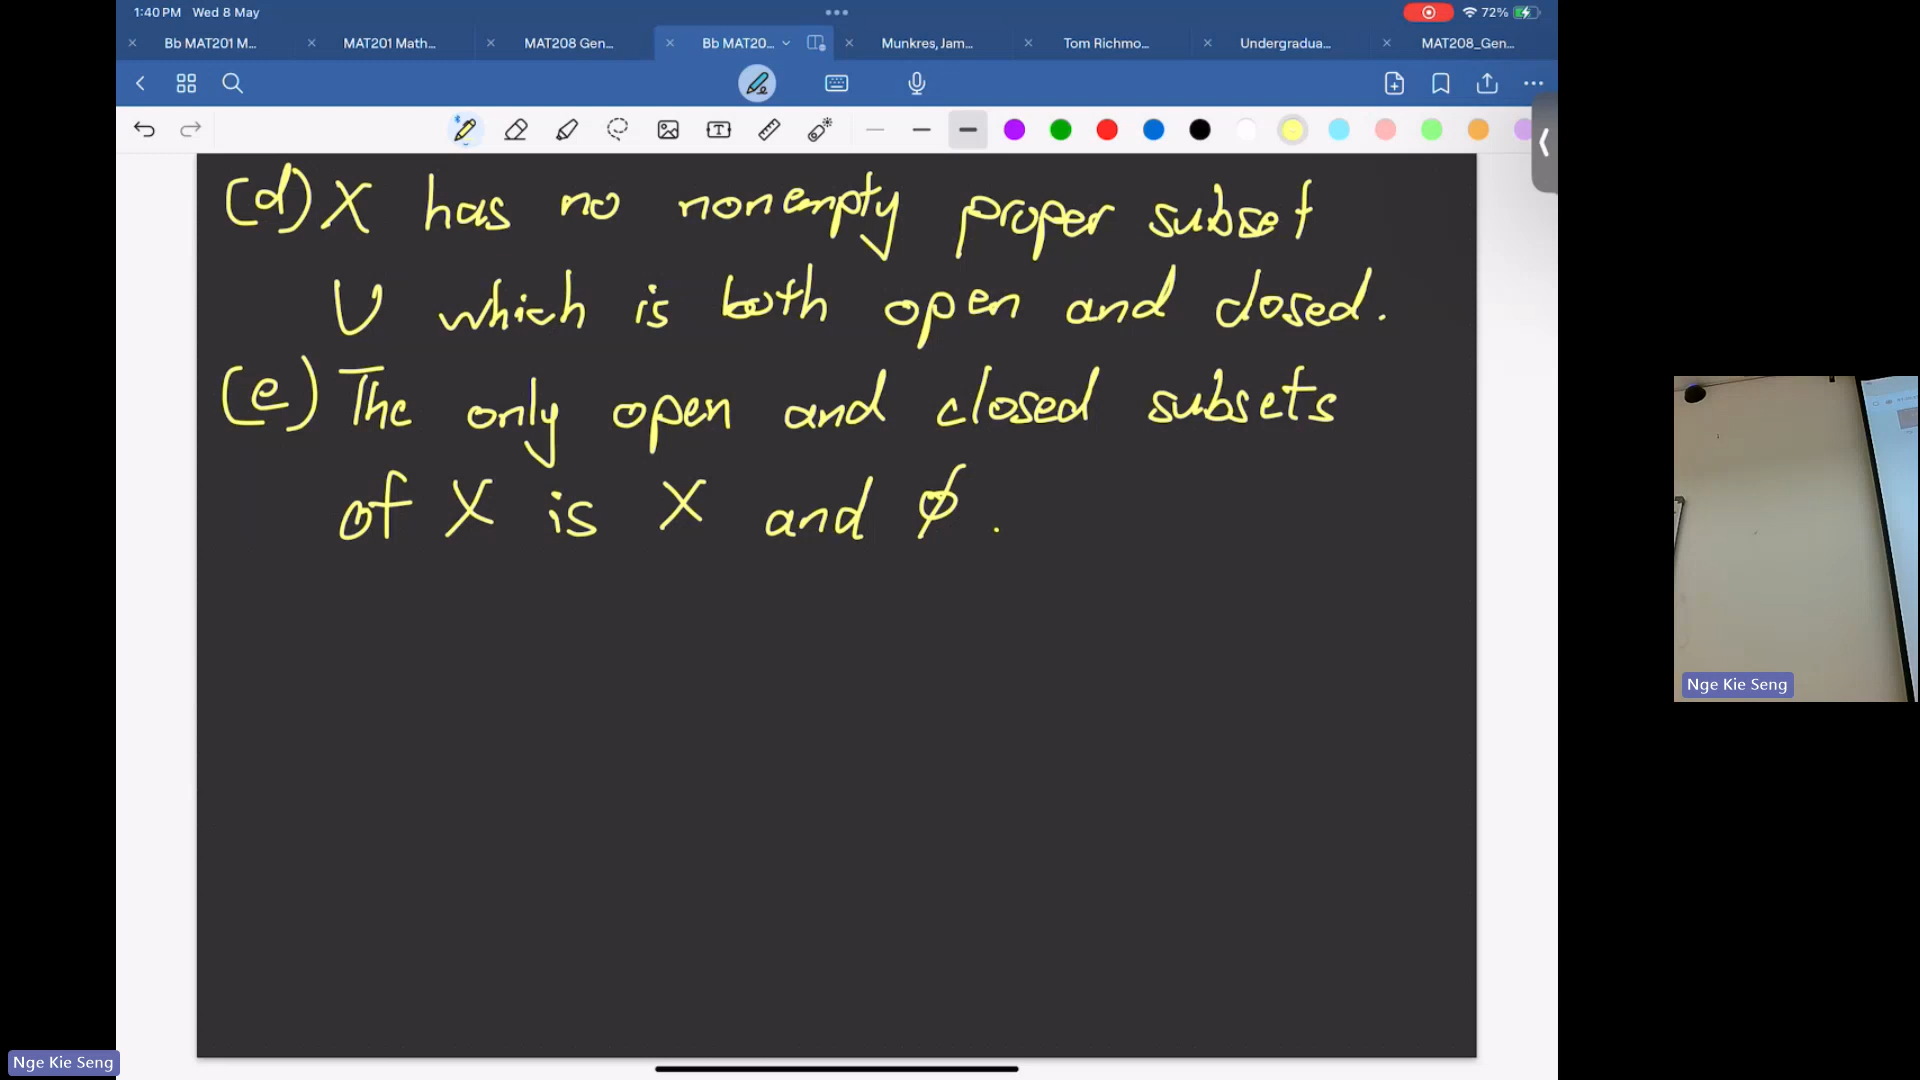 1:40 PM Wed 8 May
72%
Bb MAT201 M...
MAT201 Math...
MAT208 Gen...
Bb MAT20...
Munkres, Jam...
Tom Richmo...
Undergradua...
MAT208_Gen...
(d) X has no nonempty proper subset
U which is both open and closed.
(e) The only open and closed subsets
of X is X and ∅.
Nge Kie Seng
Nge Kie Seng